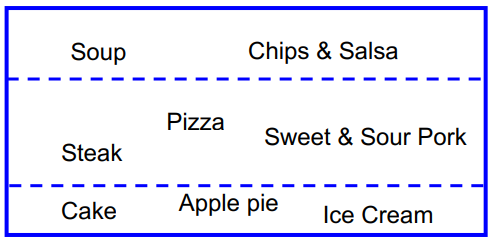 Soup
Chips & Salsa
Pizza
Sweet & Sour Pork
Steak
Apple pie
Cake
Ice Cream